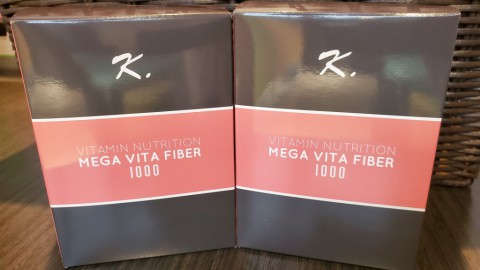 K.
VITAMIN NUTRITION
MEGA VITA FIBER
1000
K.
VITAMIN NUTRITION
MEGA VITA FIBER
1000